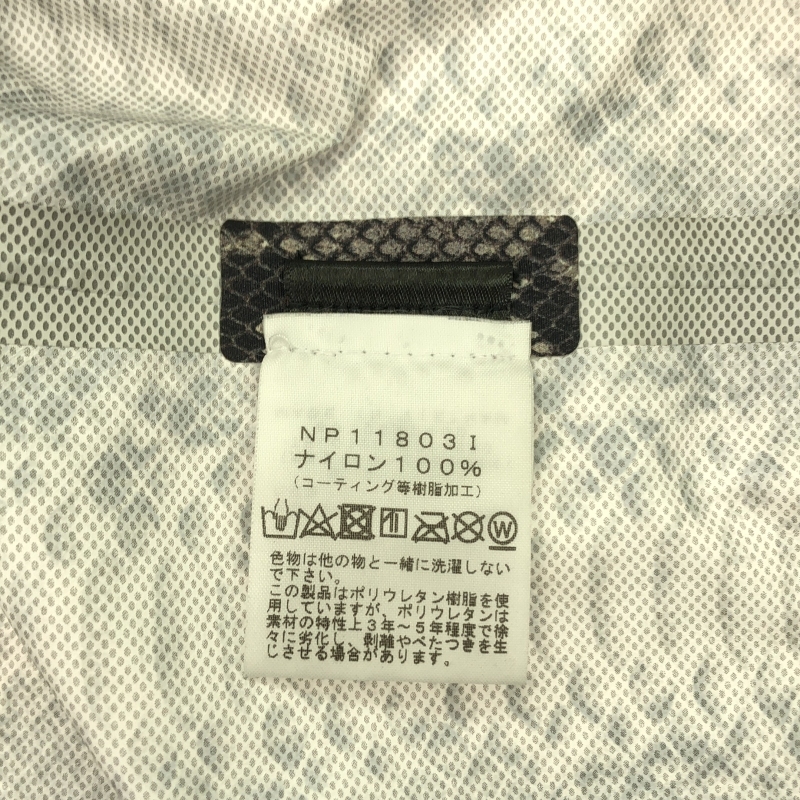 NP11803I
ナイロン100%
(コーティング等樹脂加工)
W
色物は他の物と一緒に洗濯しない
で下さい。
この製品はポリウレタン樹脂を使
用していますが、ポリウレタンは
素材の特性上3年～5年程度で徐
々に劣化し、剥離やべたつきを生
じさせる場合があります。